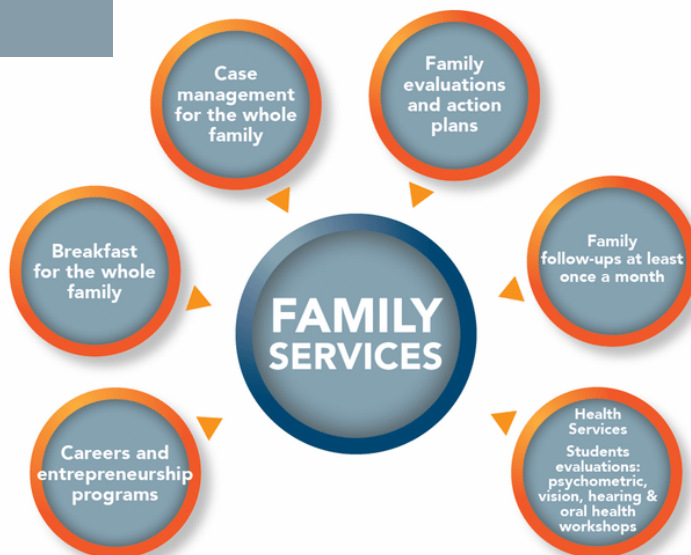 Case
management
for the whole
family
Family
evaluations
and action
plans
Breakfast
for the whole
family
Family
follow-ups at least
once a month
FAMILY
SERVICES
Careers and
entrepreneurship
programs
Health
Services
Students
evaluations:
psychometric,
vision, hearing &
oral health
workshops